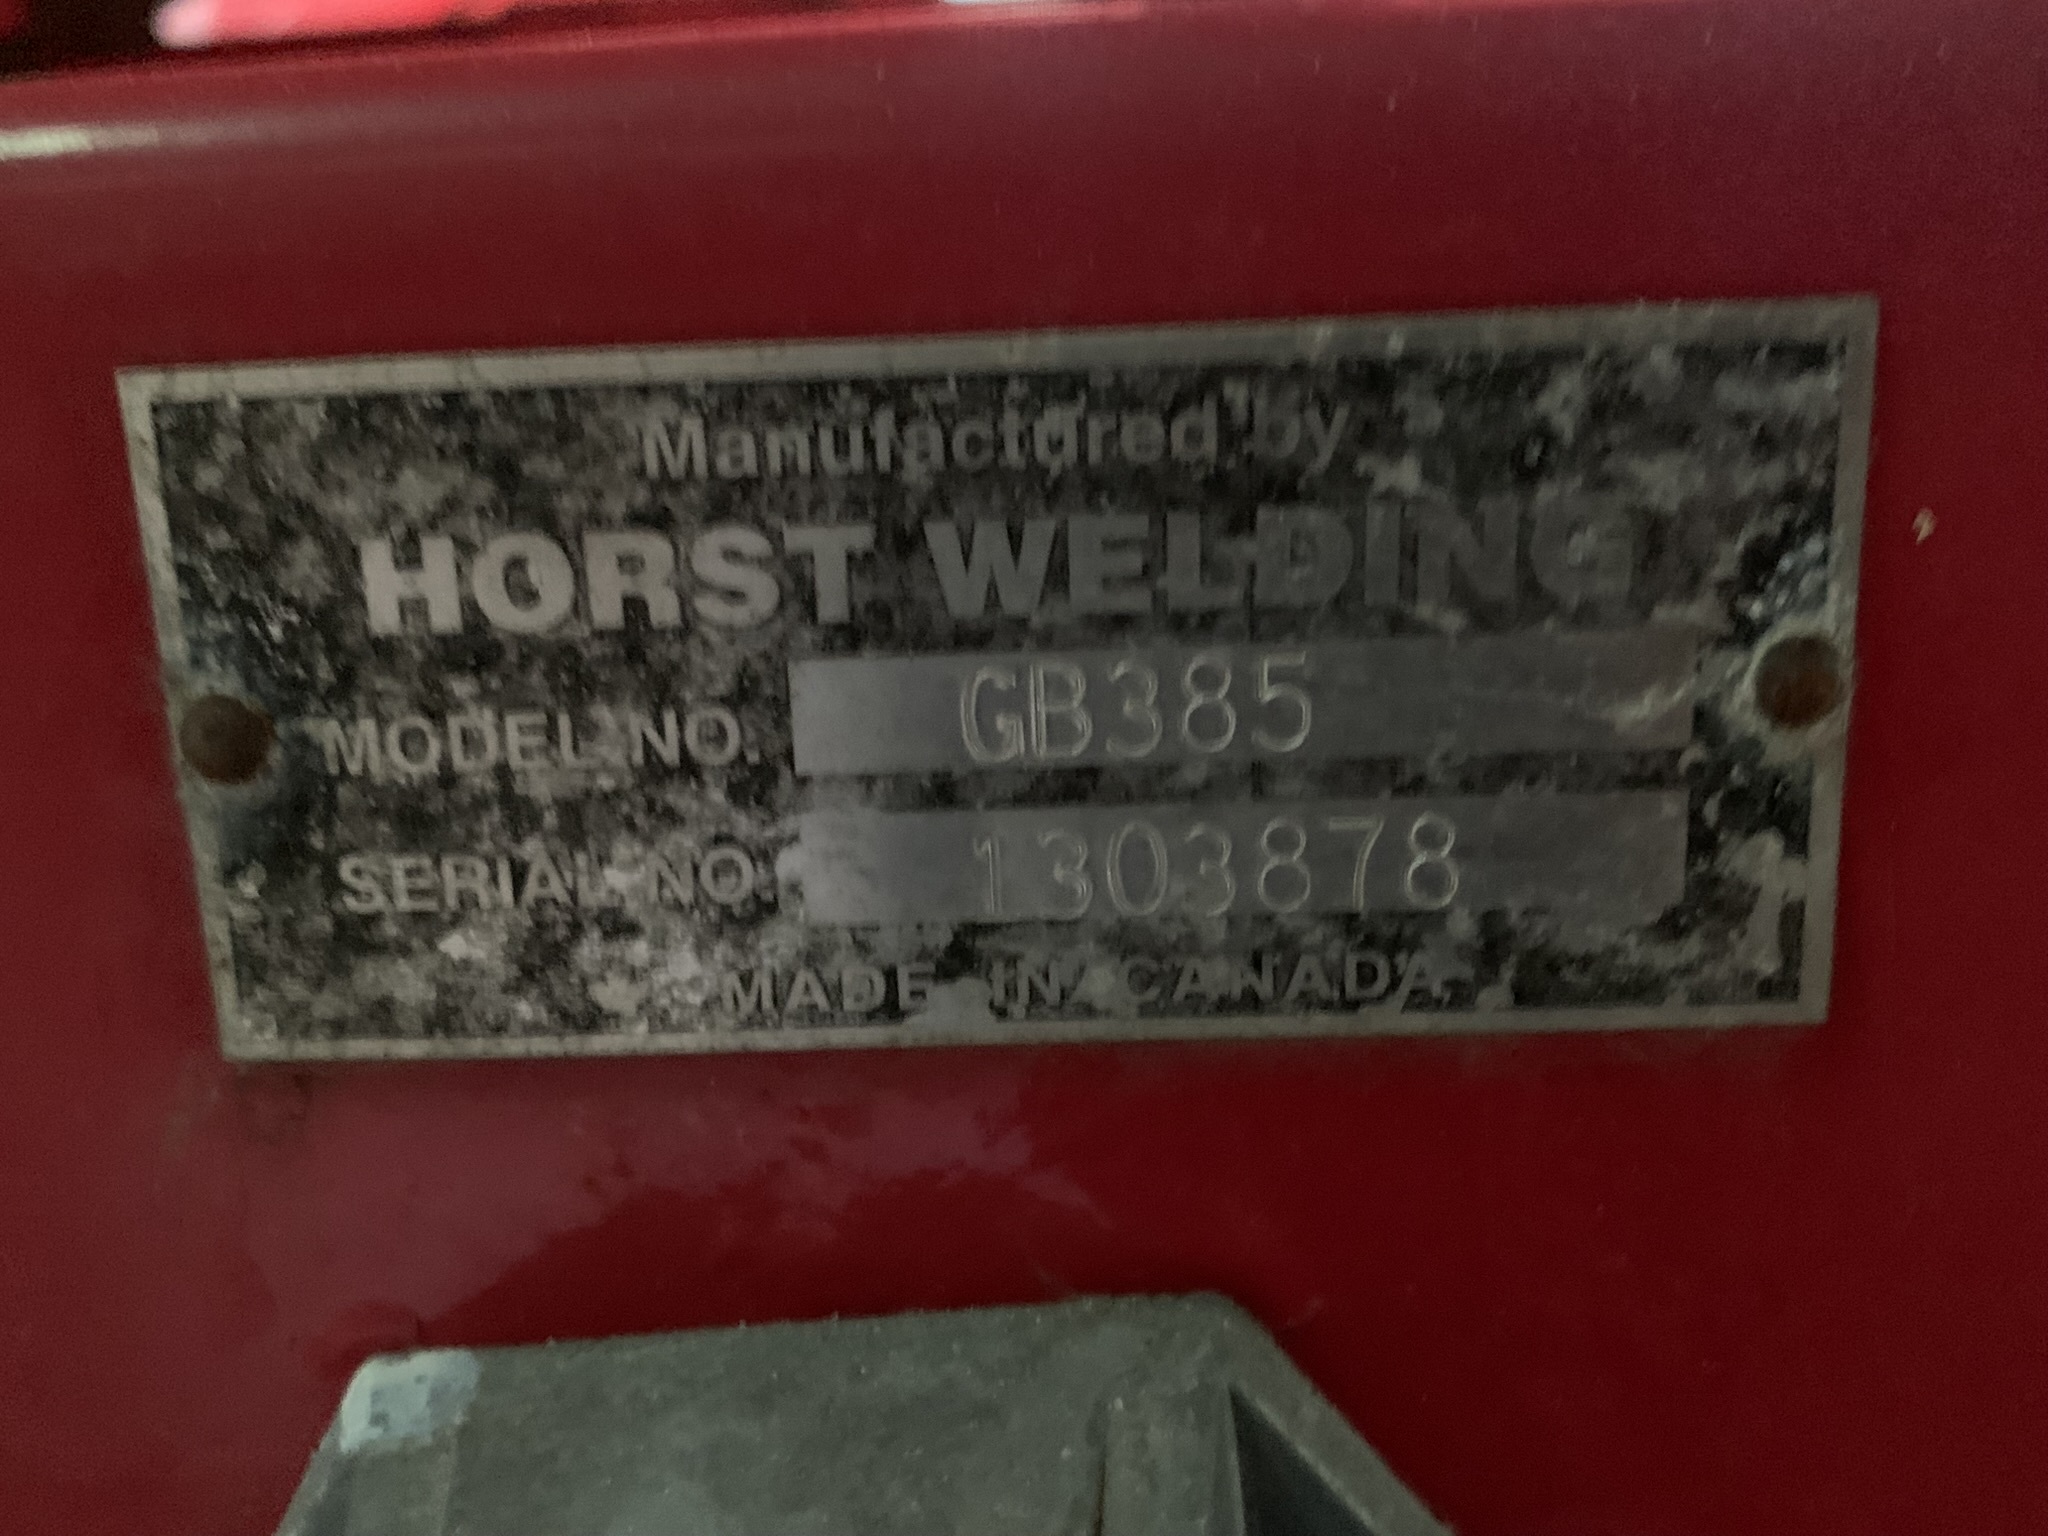 Manufactured by
HORST WELDING
MODEL NO. GB385
SERIAL NO. 1303878
MADE IN CANADA